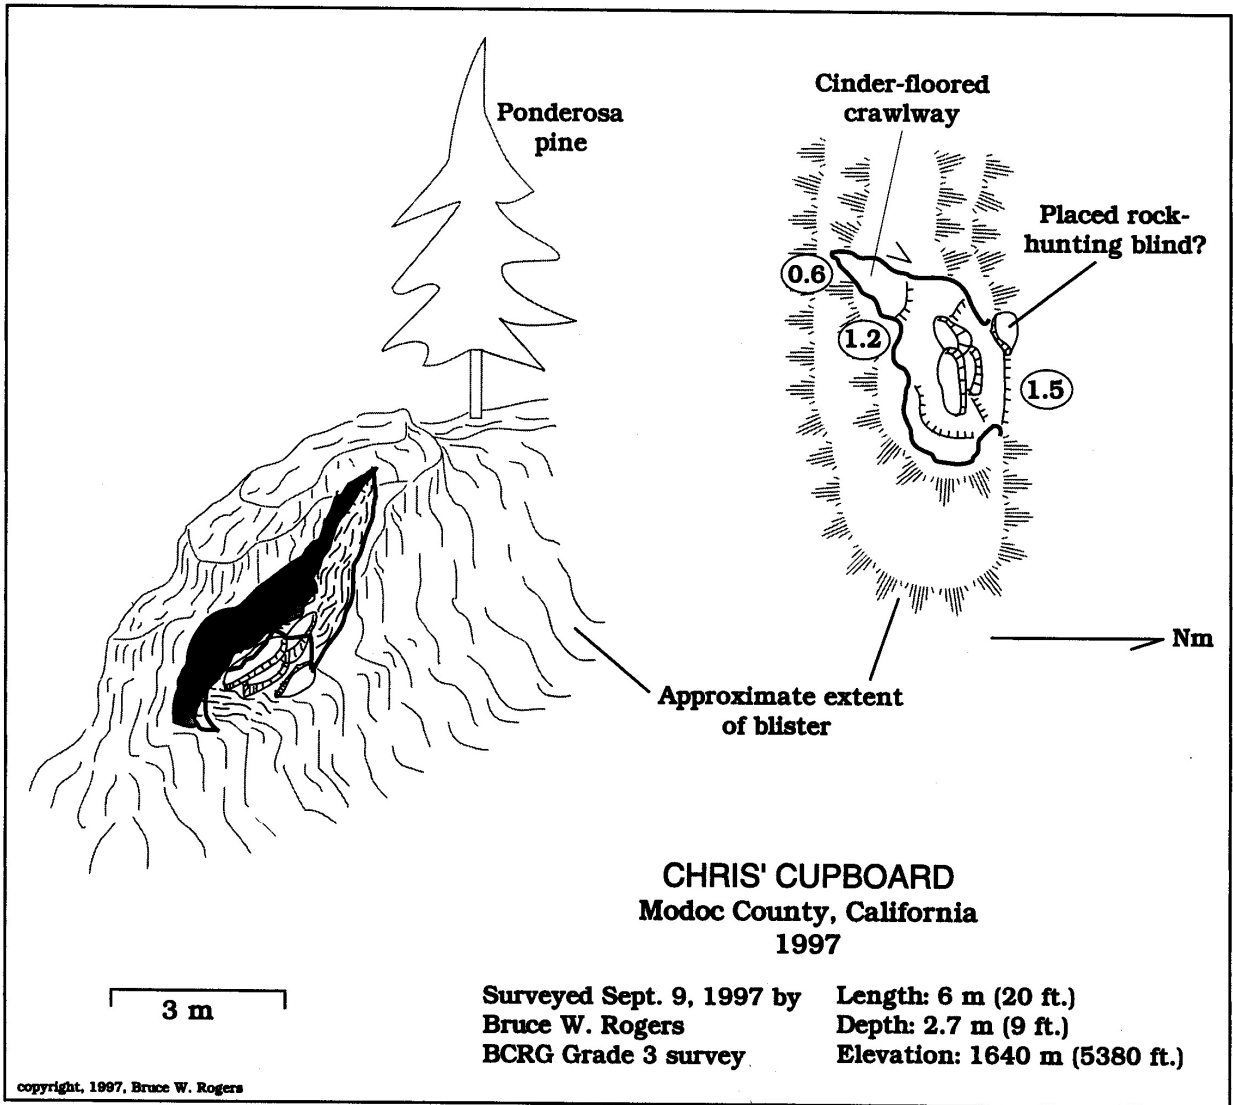 Ponderosa
pine
Cinder-floored
crawlway
Placed rock-
hunting blind?
0.6
1.2
1.5
Nm
Approximate extent
of blister
CHRIS' CUPBOARD
Modoc County, California
1997
3 m
Surveyed Sept. 9, 1997 by
Bruce W. Rogers
BCRG Grade 3 survey
Length: 6 m (20 ft.)
Depth: 2.7 m (9 ft.)
Elevation: 1640 m (5380 ft.)
copyright, 1997, Bruce W. Rogers